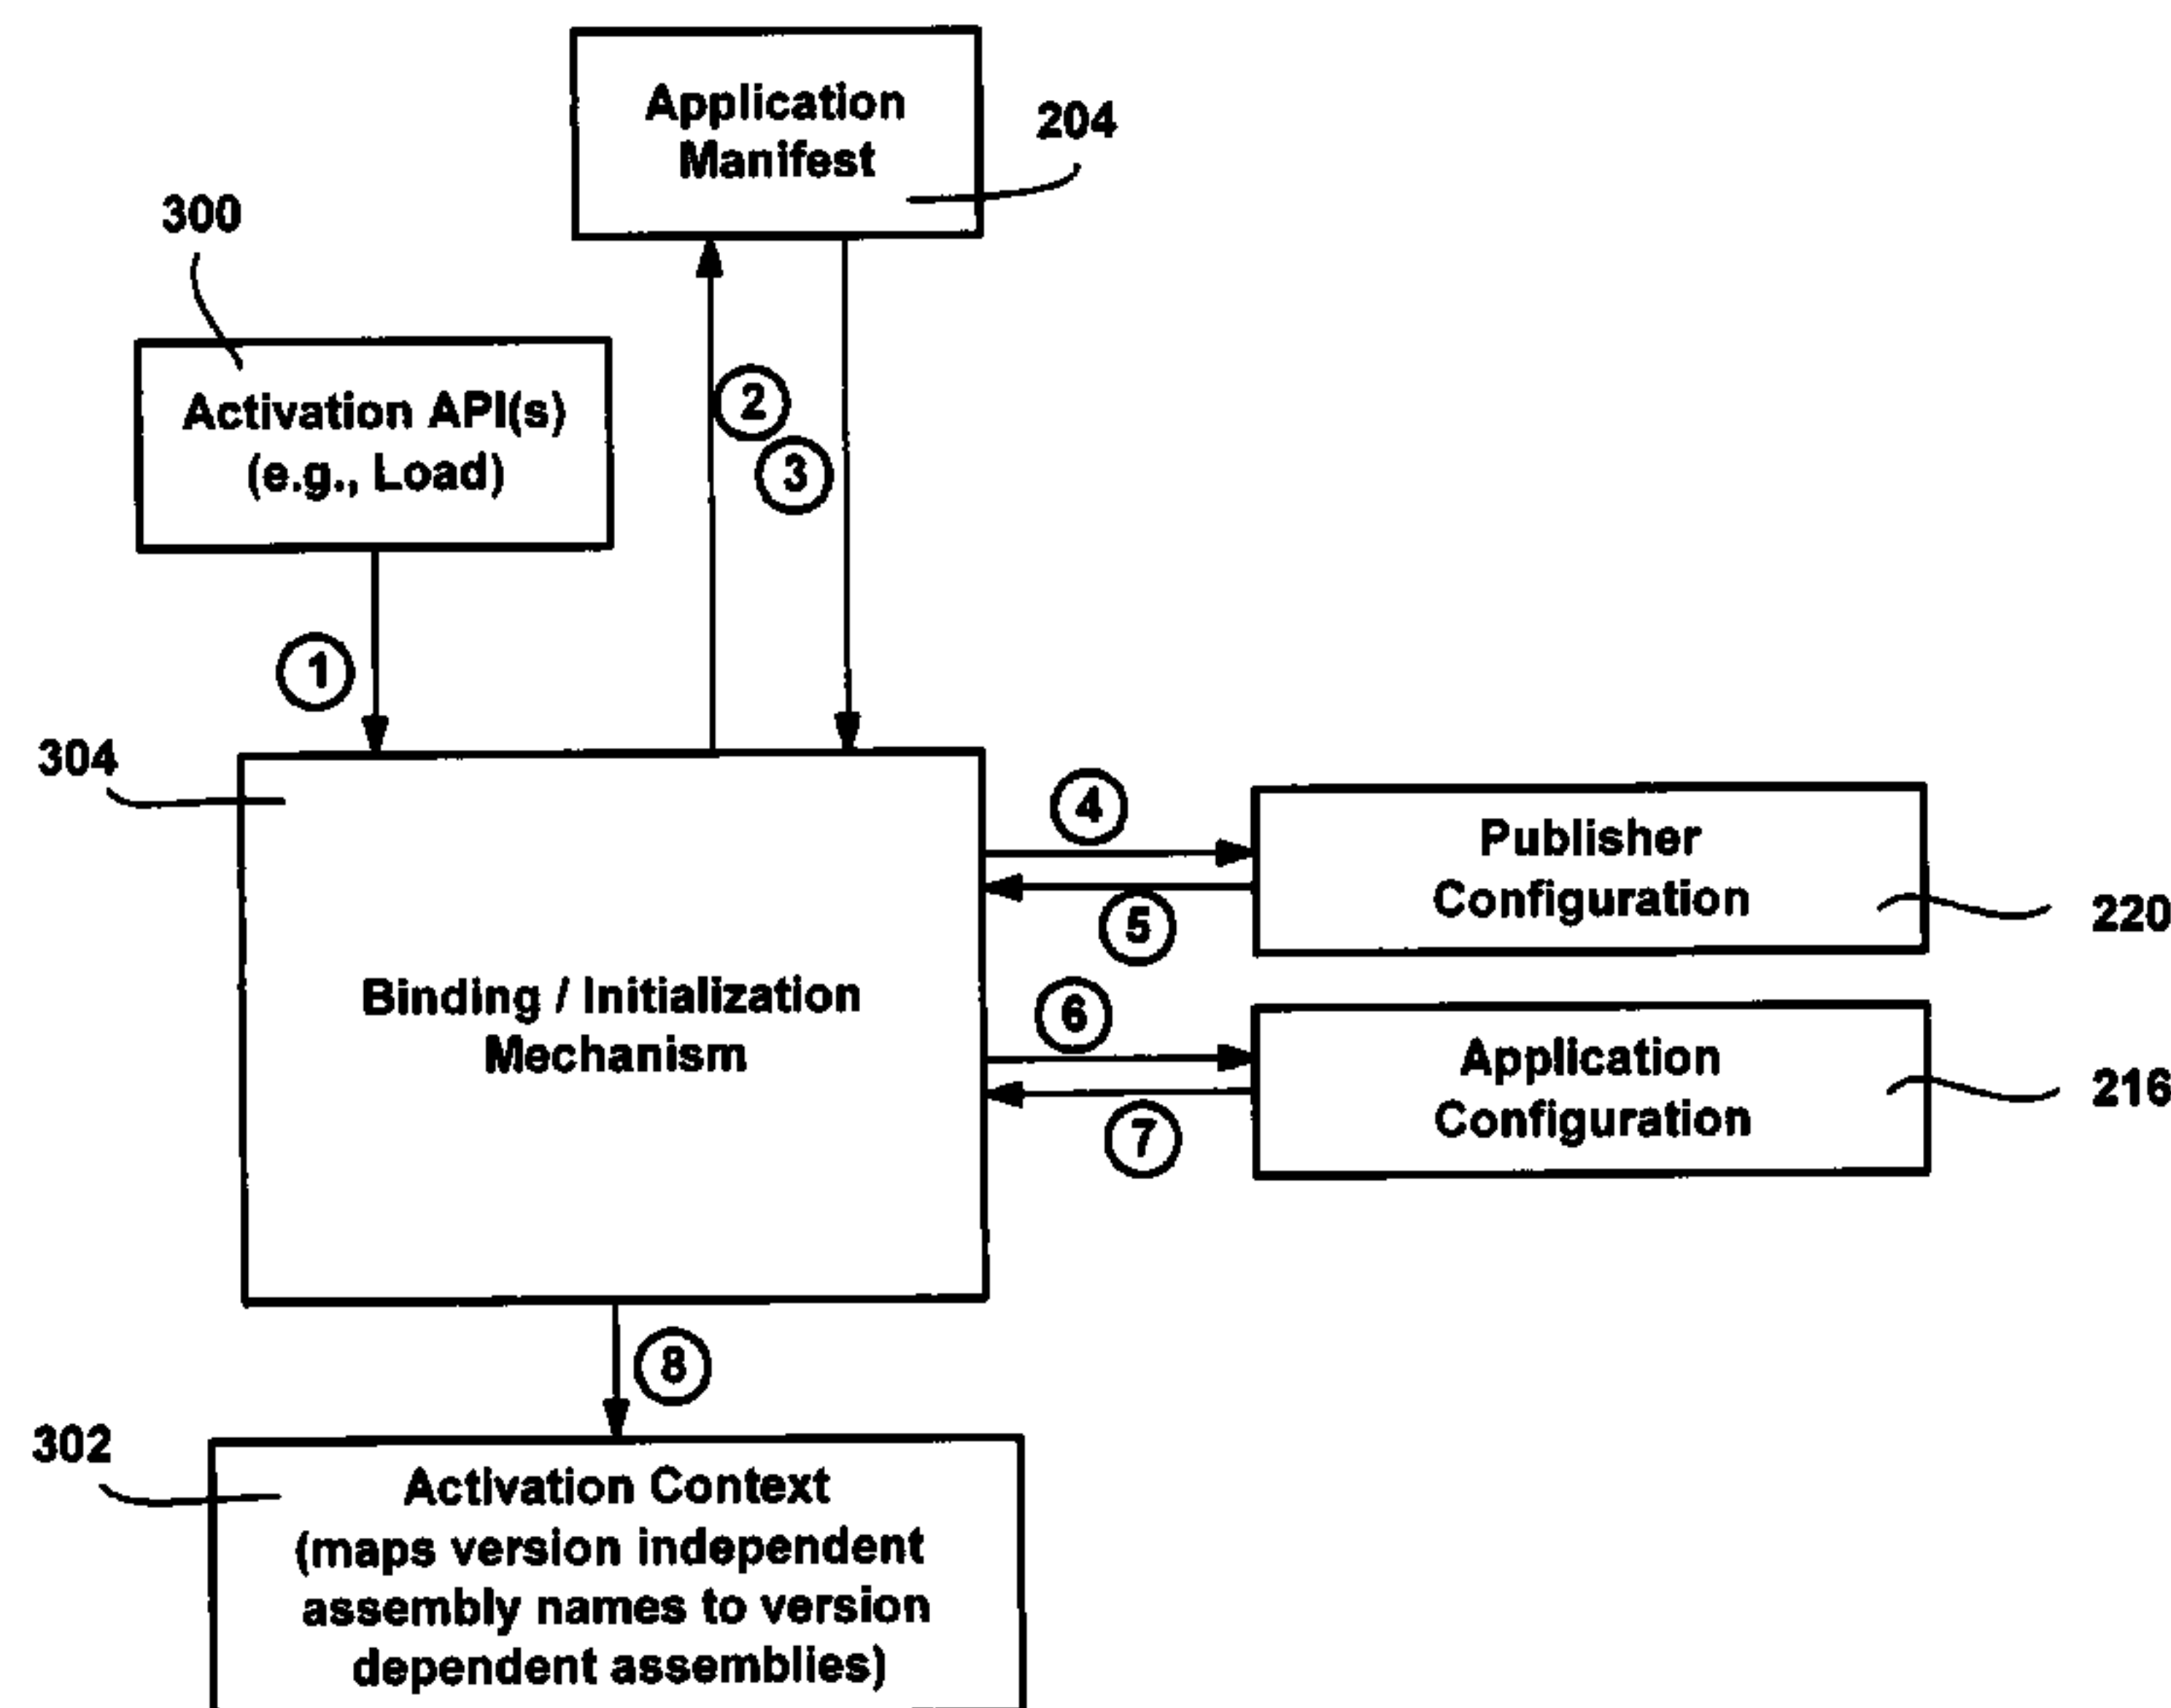 Application
Manifest
204
300
Activation API(s)
(e.g., Load)
2
3
1
304
4
Publisher
Configuration
220
5
Binding / Initialization
Mechanism
6
Application
Configuration
216
7
8
302
Activation Context
(maps version independent
assembly names to version
dependent assemblies)